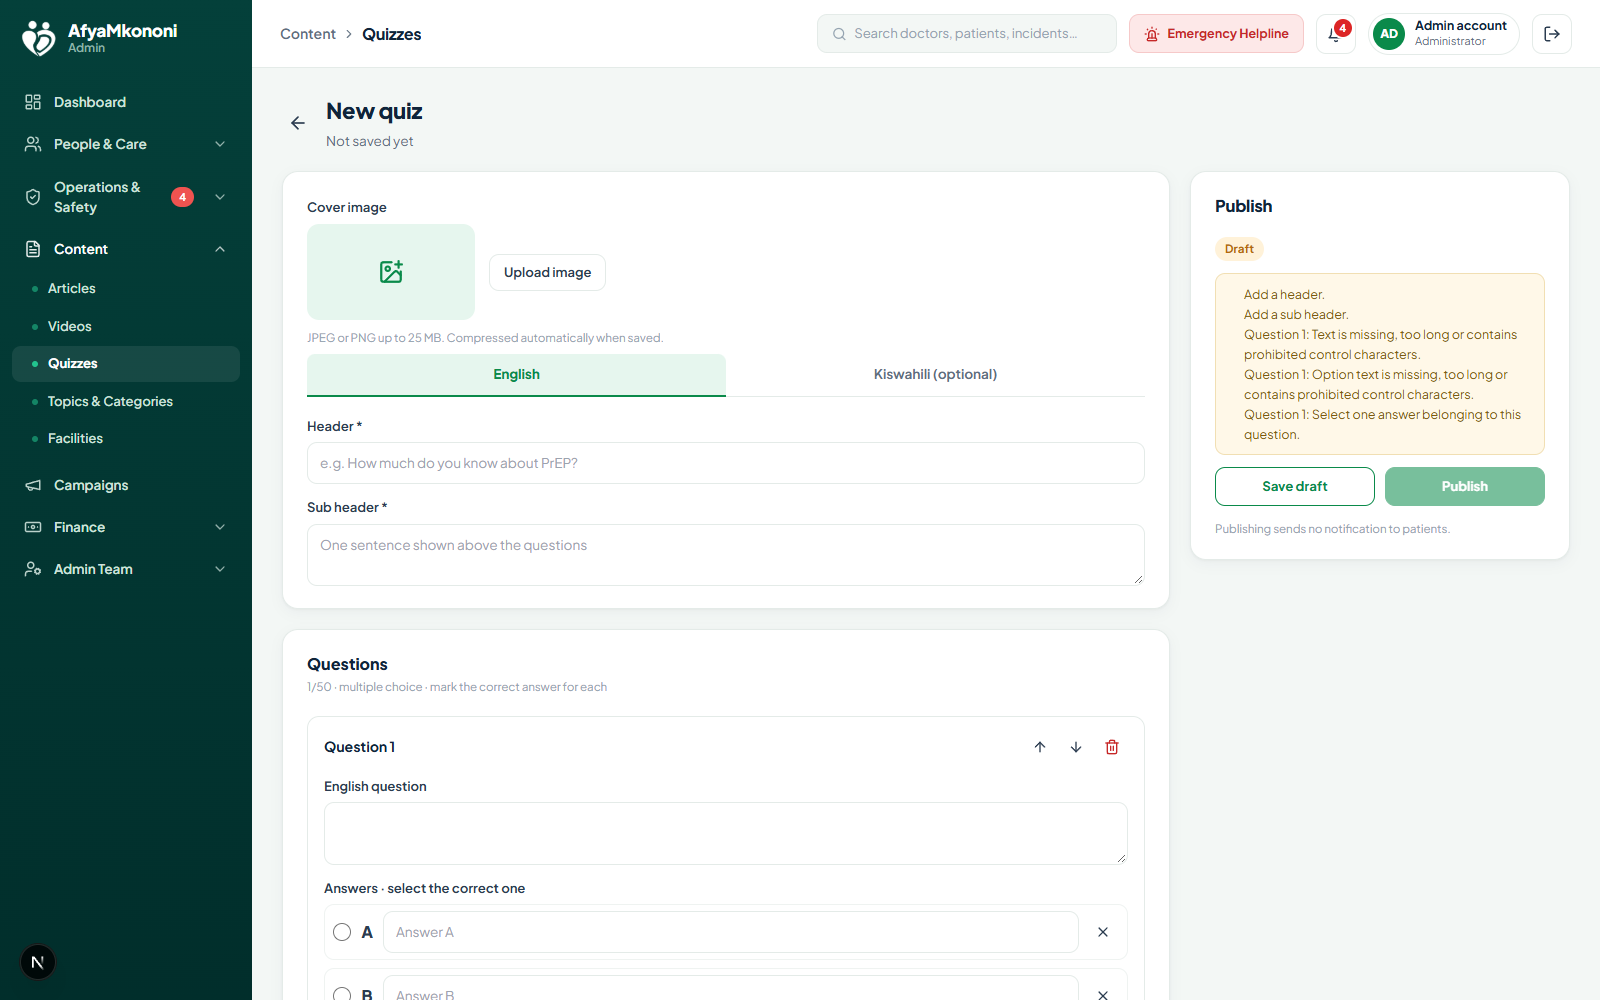 AfyaMkononi
Admin
Dashboard
People & Care
Operations &
Safety
4
Content
Articles
Videos
Quizzes
Topics & Categories
Facilities
Campaigns
Finance
Admin Team
N
Content > Quizzes
Search doctors, patients, incidents...
Emergency Helpline
4
AD
Admin account
Administrator
New quiz
Not saved yet
Cover image
Upload image
JPEG or PNG up to 25 MB. Compressed automatically when saved.
English
Kiswahili (optional)
Header *
e.g. How much do you know about PrEP?
Sub header *
One sentence shown above the questions
Questions
1/50 · multiple choice · mark the correct answer for each
Question 1
English question
Answers · select the correct one
A
Answer A
B
Answer B
Publish
Draft
Add a header.
Add a sub header.
Question 1: Text is missing, too long or contains
prohibited control characters.
Question 1: Option text is missing, too long or
contains prohibited control characters.
Question 1: Select one answer belonging to this
question.
Save draft
Publish
Publishing sends no notification to patients.